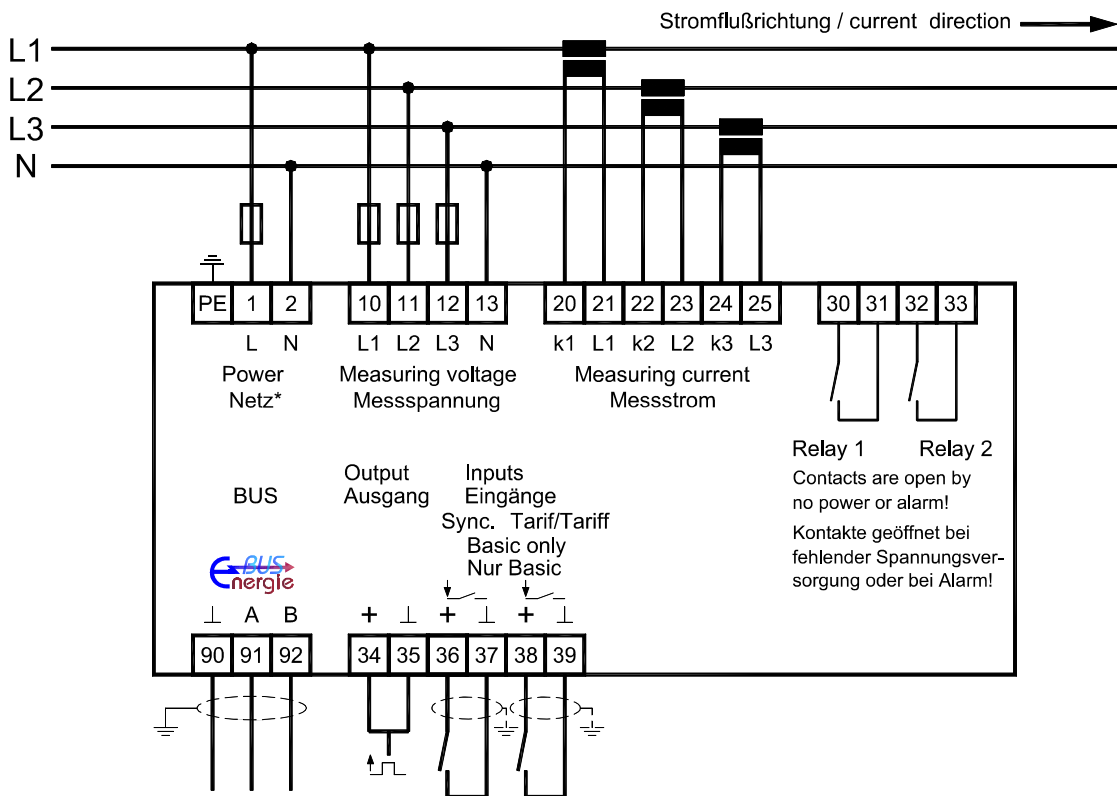 Stromflußrichtung / current direction
L1
L2
L3
N
PE 1 2 10 11 12 13 20 21 22 23 24 25 30 31 32 33
L N L1 L2 L3 N k1 L1 k2 L2 k3 L3
Power
Netz*
Measuring voltage
Messspannung
Measuring current
Messstrom
Relay 1 Relay 2
Contacts are open by
no power or alarm!
Kontakte geöffnet bei
fehlender Spannungsver-
sorgung oder bei Alarm!
BUS
Output
Ausgang
Inputs
Eingänge
Sync. Tarif/Tariff
Basic only
Nur Basic
BUS
Energie
⊥ A B + ⊥ + ⊥ + ⊥
90 91 92 34 35 36 37 38 39